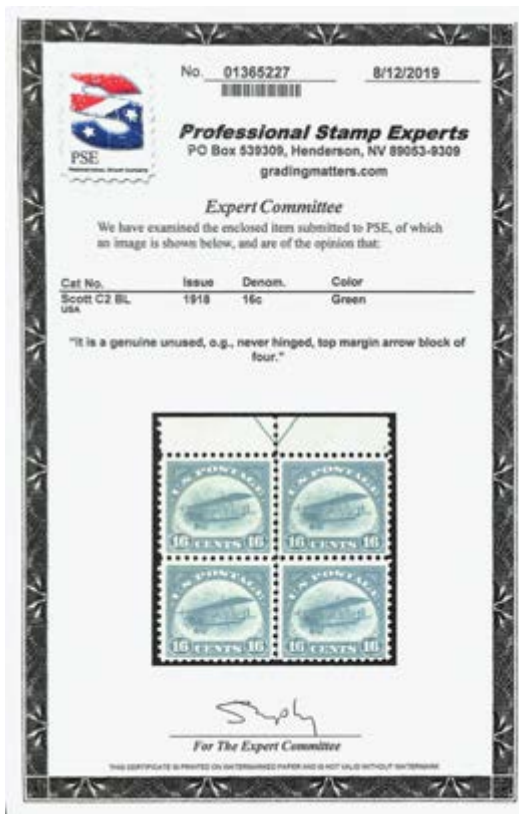 No. 01365227 8/12/2019
PSE
Professional Stamp Experts
PO Box 539309, Henderson, NV 89053-9309
gradingmatters.com
Expert Committee
We have examined the enclosed item submitted to PSE, of which
an image is shown below, and are of the opinion that:
Cat No. Issue Denom. Color
Scott C2 BL 1918 16c Green
USA
"it is a genuine unused, o.g., never hinged, top margin arrow block of
four."
U.S. POSTAGE U.S. POSTAGE
16 CENTS 16 16 CENTS 16
U.S. POSTAGE U.S. POSTAGE
16 CENTS 16 16 CENTS 16
For The Expert Committee
THIS CERTIFICATE IS PRINTED ON WATERMARKED PAPER AND IS NOT VALID WITHOUT WATERMARK